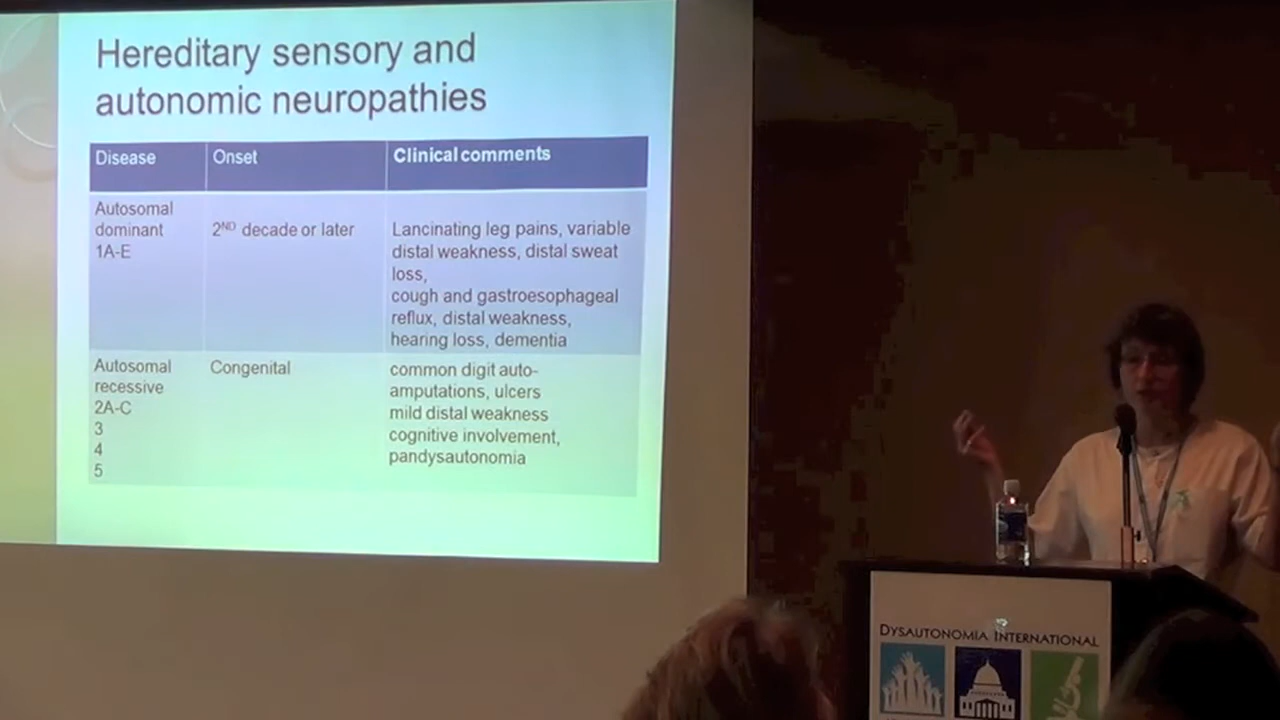 Hereditary sensory and
autonomic neuropathies
Disease
Onset
Clinical comments
Autosomal
dominant
1A-E
2ND decade or later
Lancinating leg pains, variable
distal weakness, distal sweat
loss,
cough and gastroesophageal
reflux, distal weakness,
hearing loss, dementia
Autosomal
recessive
2A-C
3
4
5
Congenital
common digit auto-
amputations, ulcers
mild distal weakness
cognitive involvement,
pandysautonomia
DYSAUTONOMIA INTERNATIONAL